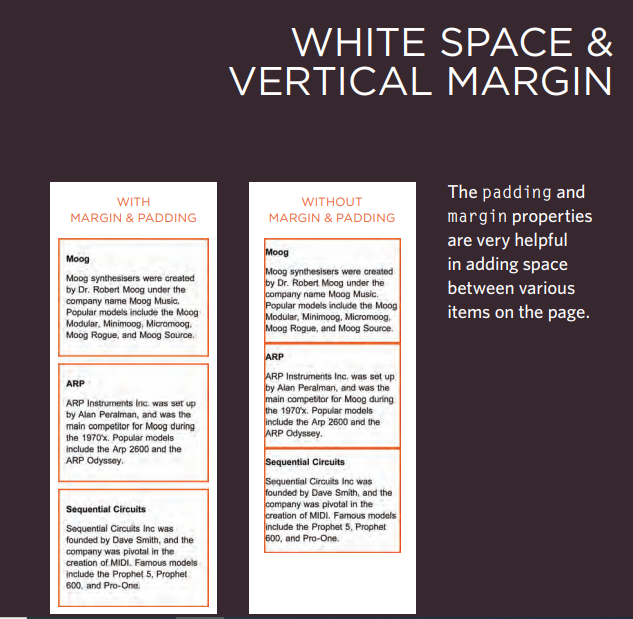 WHITE SPACE &
VERTICAL MARGIN
WITH
MARGIN & PADDING
Moog
Moog synthesisers were created
by Dr. Robert Moog under the
company name Moog Music.
Popular models include the Moog
Modular, Minimoog, Micromoog,
Moog Rogue, and Moog Source.
ARP
ARP Instruments Inc. was set up
by Alan Peralman, and was the
main competitor for Moog during
the 1970'x. Popular models
include the Arp 2600 and the
ARP Odyssey.
Sequential Circuits
Sequential Circuits Inc was
founded by Dave Smith, and the
company was pivotal in the
creation of MIDI. Famous models
include the Prophet 5, Prophet
600, and Pro-One.
WITHOUT
MARGIN & PADDING
Moog
Moog synthesisers were created
by Dr. Robert Moog under the
company name Moog Music.
Popular models include the Moog
Modular, Minimoog, Micromoog,
Moog Rogue, and Moog Source.
ARP
ARP Instruments Inc. was set up
by Alan Peralman, and was the
main competitor for Moog during
the 1970'x. Popular models
include the Arp 2600 and the
ARP Odyssey.
Sequential Circuits
Sequential Circuits Inc was
founded by Dave Smith, and the
company was pivotal in the
creation of MIDI. Famous models
include the Prophet 5, Prophet
600, and Pro-One.
The padding and
margin properties
are very helpful
in adding space
between various
items on the page.